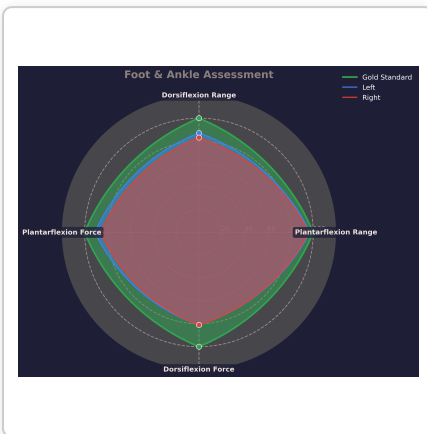 Foot & Ankle Assessment
Gold Standard
Left
Right
Dorsiflexion Range
Plantarflexion Force
Plantarflexion Range
Dorsiflexion Force